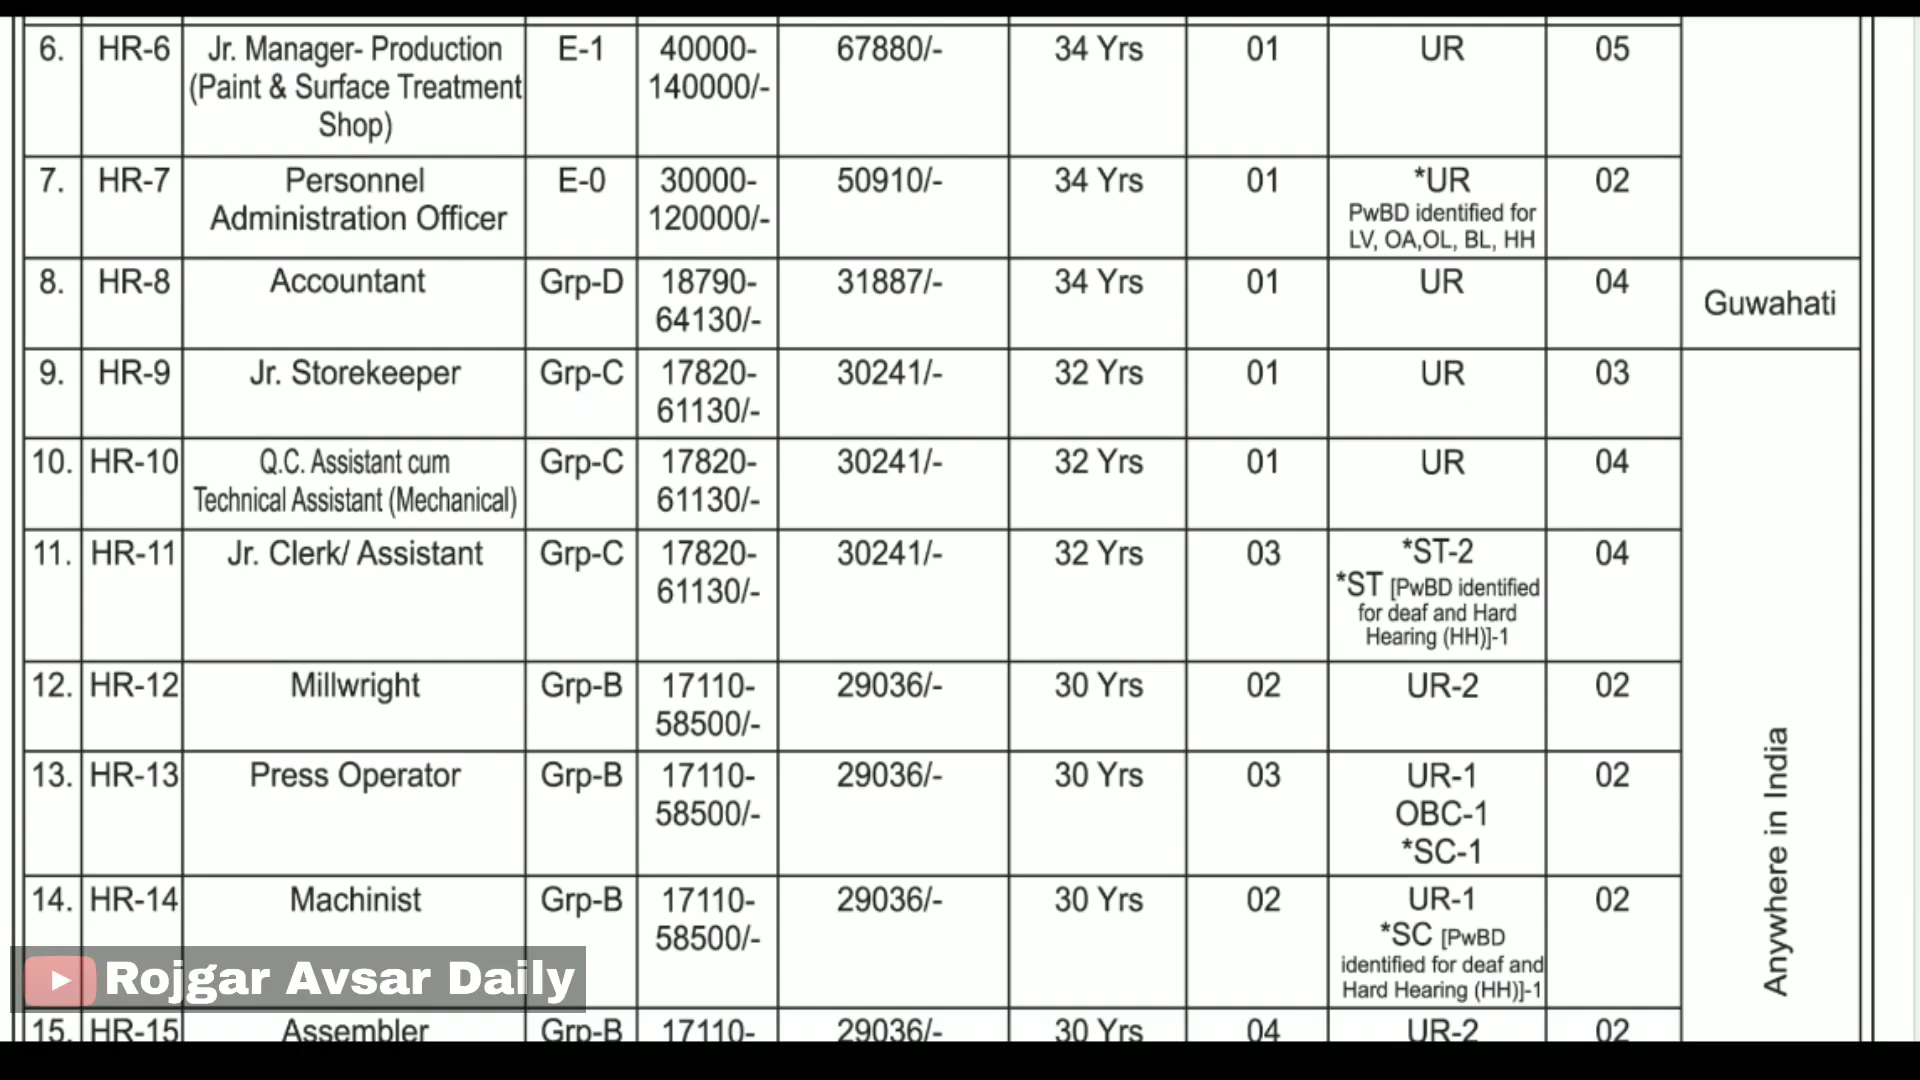 6. HR-6 Jr. Manager- Production E-1 40000- 67880/- 34 Yrs 01 UR 05
(Paint & Surface Treatment 140000/-
Shop)
7. HR-7 Personnel E-0 30000- 50910/- 34 Yrs 01 *UR 02
Administration Officer 120000/- PwBD identified for
LV, OA,OL, BL, HH
8. HR-8 Accountant Grp-D 18790- 31887/- 34 Yrs 01 UR 04 Guwahati
64130/-
9. HR-9 Jr. Storekeeper Grp-C 17820- 30241/- 32 Yrs 01 UR 03
61130/-
10. HR-10 Q.C. Assistant cum Grp-C 17820- 30241/- 32 Yrs 01 UR 04
Technical Assistant (Mechanical) 61130/-
11. HR-11 Jr. Clerk/ Assistant Grp-C 17820- 30241/- 32 Yrs 03 *ST-2 04
61130/- *ST [PwBD identified
for deaf and Hard
Hearing (HH)]-1
12. HR-12 Millwright Grp-B 17110- 29036/- 30 Yrs 02 UR-2 02
58500/-
13. HR-13 Press Operator Grp-B 17110- 29036/- 30 Yrs 03 UR-1 02
58500/- OBC-1
*SC-1
Anywhere in India
14. HR-14 Machinist Grp-B 17110- 29036/- 30 Yrs 02 UR-1 02
58500/- *SC [PwBD
identified for deaf and
Hard Hearing (HH)]-1
Rojgar Avsar Daily
15. HR-15 Assembler Grp-B 17110- 29036/- 30 Yrs 04 UR-2 02